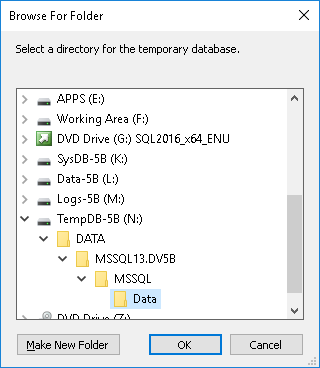 Browse For Folder
Select a directory for the temporary database.
APPS (E:)
Working Area (F:)
DVD Drive (G:) SQL2016_x64_ENU
SysDB-5B (K:)
Data-5B (L:)
Logs-5B (M:)
TempDB-5B (N:)
DATA
MSSQL13.DV5B
MSSQL
Data
DVD Drive (Z:)
Make New Folder
OK
Cancel